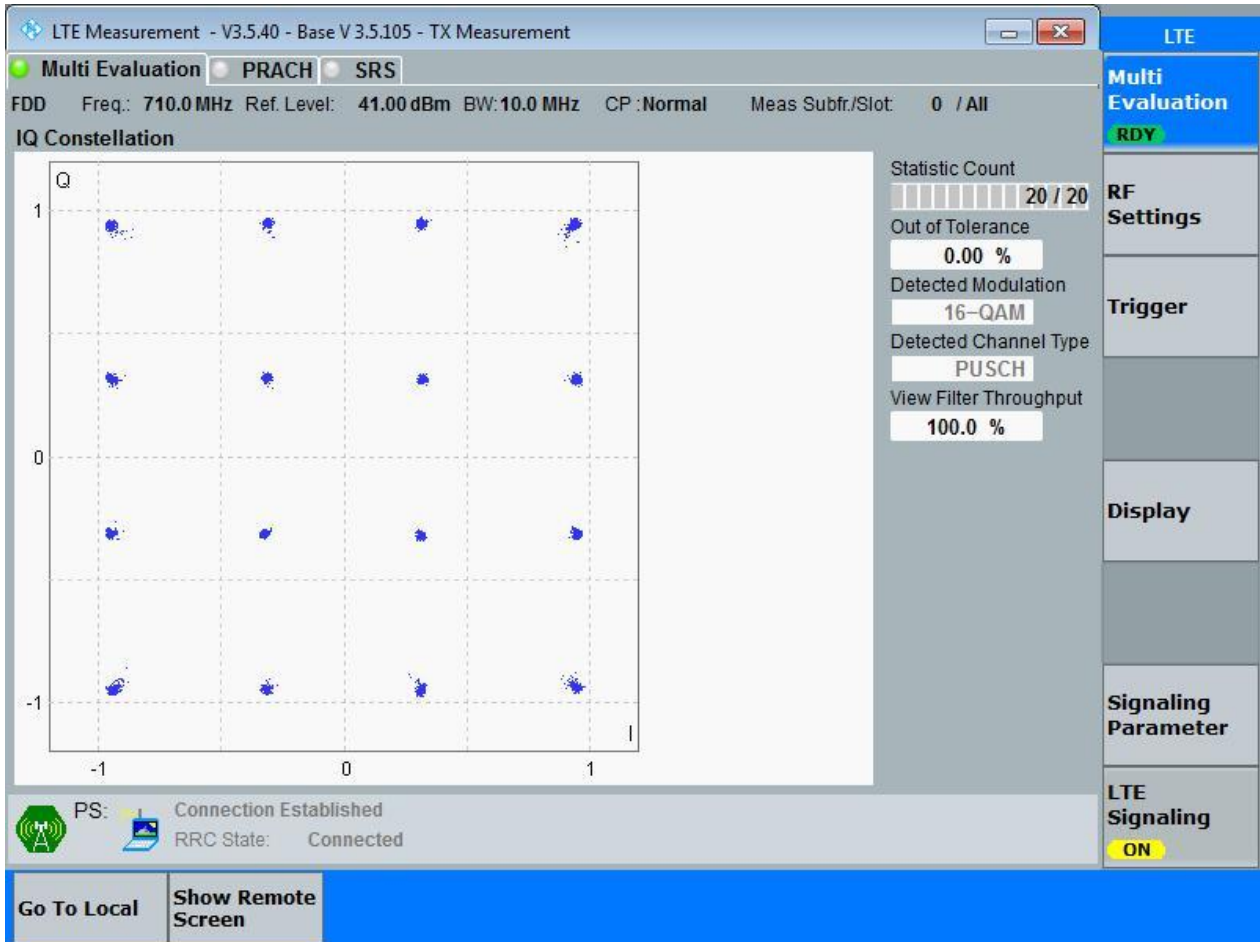 LTE Measurement - V3.5.40 - Base V 3.5.105 - TX Measurement
LTE
Multi Evaluation PRACH SRS
FDD Freq.: 710.0 MHz Ref. Level: 41.00 dBm BW: 10.0 MHz CP : Normal Meas Subfr./Slot: 0 / All
IQ Constellation
Q
1
0
-1
I
-1 0 1
Statistic Count
20 / 20
Out of Tolerance
0.00 %
Detected Modulation
16-QAM
Detected Channel Type
PUSCH
View Filter Throughput
100.0 %
PS: Connection Established
RRC State: Connected
Multi
Evaluation
RDY
RF
Settings
Trigger
Display
Signaling
Parameter
LTE
Signaling
ON
Go To Local
Show Remote
Screen